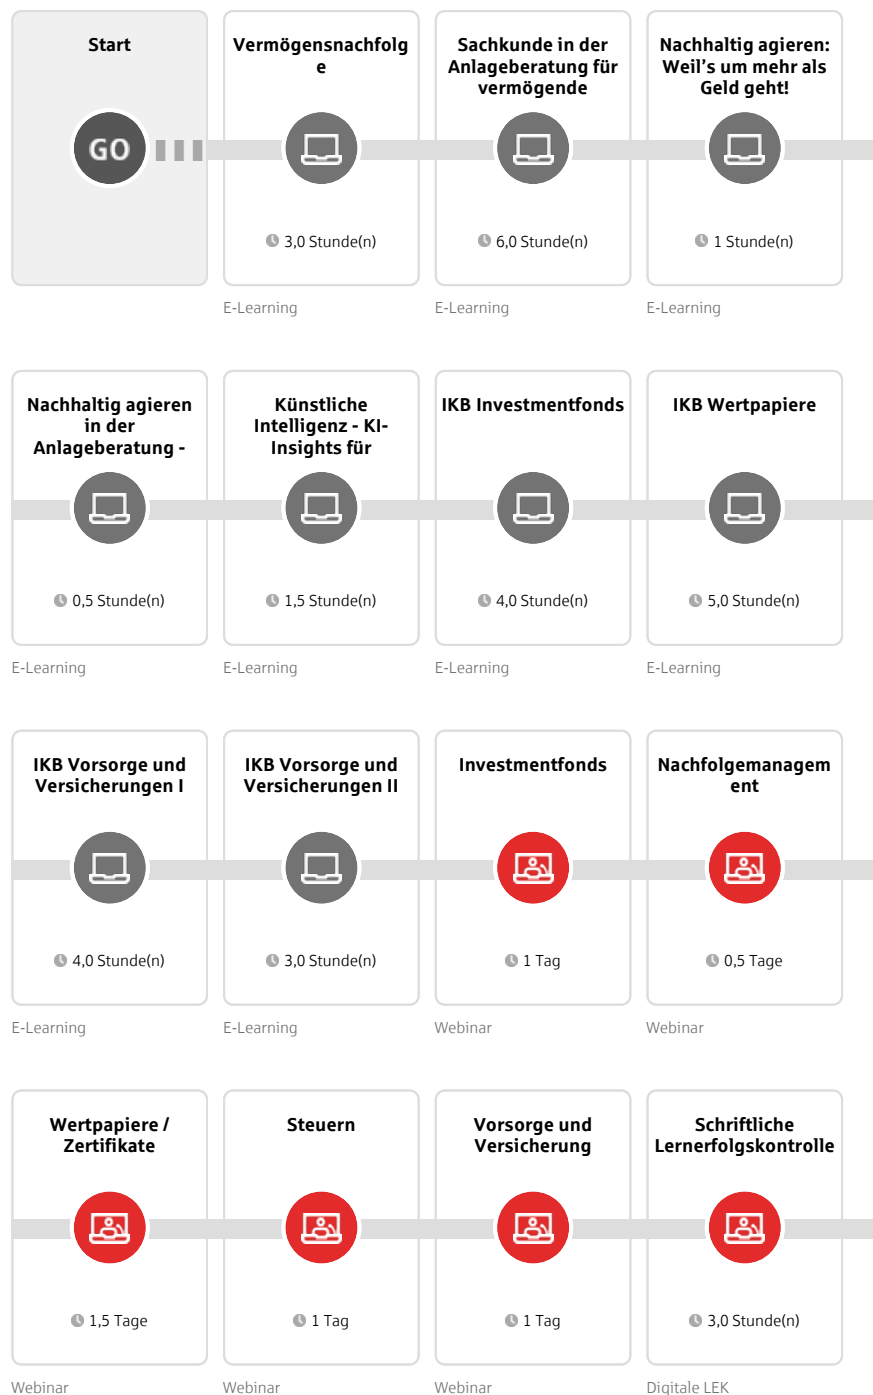 Start
GO
Vermögensnachfolg
e
3,0 Stunde(n)
E-Learning
Sachkunde in der
Anlageberatung für
vermögende
6,0 Stunde(n)
E-Learning
Nachhaltig agieren:
Weil's um mehr als
Geld geht!
1 Stunde(n)
E-Learning
Nachhaltig agieren
in der
Anlageberatung -
0,5 Stunde(n)
E-Learning
Künstliche
Intelligenz - KI-
Insights für
1,5 Stunde(n)
E-Learning
IKB Investmentfonds
4,0 Stunde(n)
E-Learning
IKB Wertpapiere
5,0 Stunde(n)
E-Learning
IKB Vorsorge und
Versicherungen I
4,0 Stunde(n)
E-Learning
IKB Vorsorge und
Versicherungen II
3,0 Stunde(n)
E-Learning
Investmentfonds
1 Tag
Webinar
Nachfolgemanagem
ent
0,5 Tage
Webinar
Wertpapiere /
Zertifikate
1,5 Tage
Webinar
Steuern
1 Tag
Webinar
Vorsorge und
Versicherung
1 Tag
Webinar
Schriftliche
Lernerfolgskontrolle
3,0 Stunde(n)
Digitale LEK